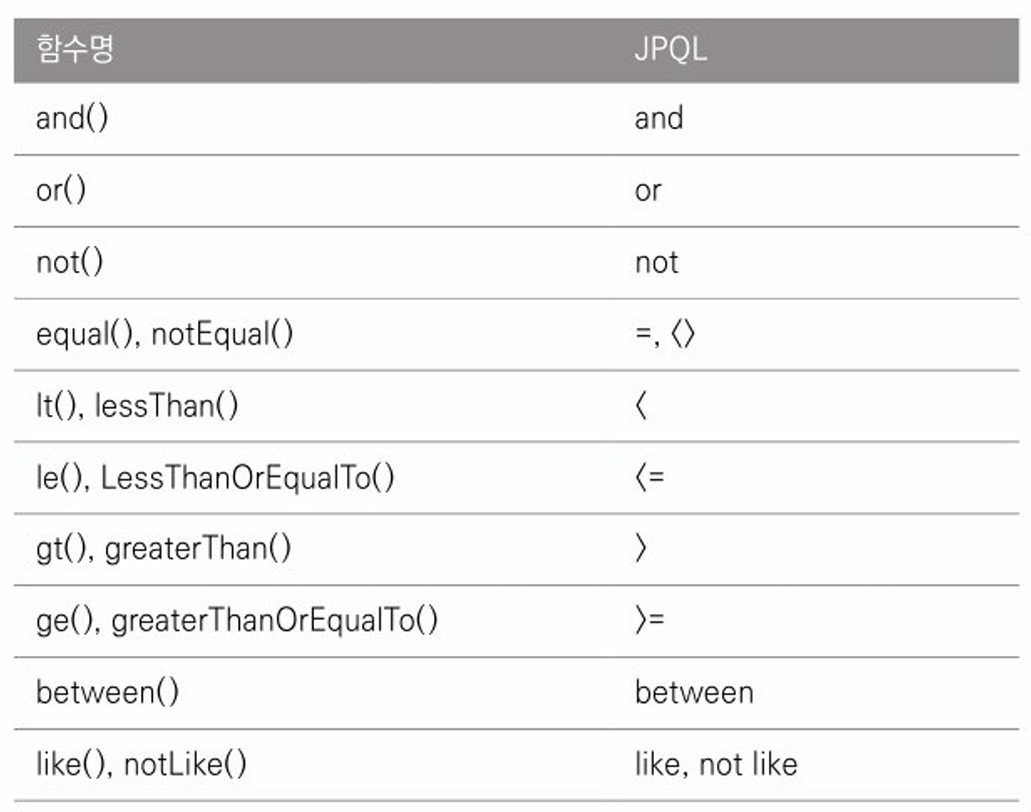 함수명 JPQL
and() and
or() or
not() not
equal(), notEqual() =, 〈〉
lt(), lessThan() 〈
le(), LessThanOrEqualTo() 〈=
gt(), greaterThan() 〉
ge(), greaterThanOrEqualTo() 〉=
between() between
like(), notLike() like, not like